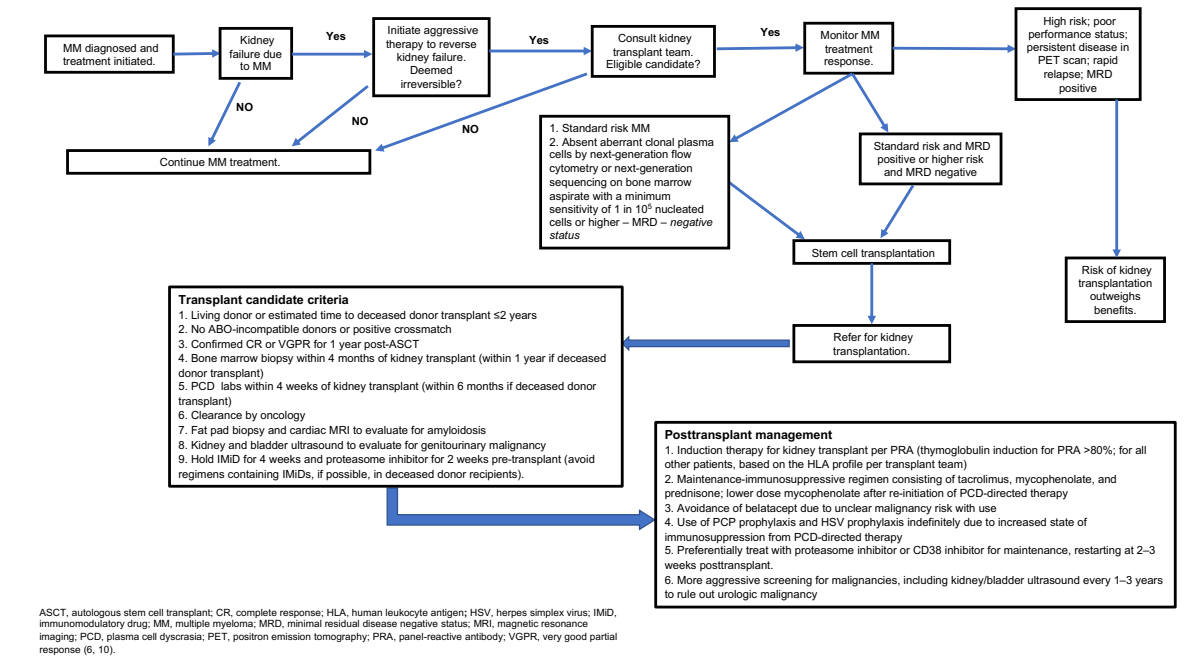 MM diagnosed and
treatment initiated.
Kidney
failure due
to MM
Yes
Initiate aggressive
therapy to reverse
kidney failure.
Deemed
irreversible?
Yes
Consult kidney
transplant team.
Eligible candidate?
Yes
Monitor MM
treatment
response.
High risk; poor
performance status;
persistent disease in
PET scan; rapid
relapse; MRD
positive
NO
NO
NO
Continue MM treatment.
1. Standard risk MM
2. Absent aberrant clonal plasma
cells by next-generation flow
cytometry or next-generation
sequencing on bone marrow
aspirate with a minimum
sensitivity of 1 in 10⁵ nucleated
cells or higher – MRD – negative
status
Standard risk and MRD
positive or higher risk
and MRD negative
Stem cell transplantation
Risk of kidney
transplantation
outweighs
benefits.
Refer for kidney
transplantation.
Transplant candidate criteria
1. Living donor or estimated time to deceased donor transplant ≤2 years
2. No ABO-incompatible donors or positive crossmatch
3. Confirmed CR or VGPR for 1 year post-ASCT
4. Bone marrow biopsy within 4 months of kidney transplant (within 1 year if deceased
donor transplant)
5. PCD labs within 4 weeks of kidney transplant (within 6 months if deceased donor
transplant)
6. Clearance by oncology
7. Fat pad biopsy and cardiac MRI to evaluate for amyloidosis
8. Kidney and bladder ultrasound to evaluate for genitourinary malignancy
9. Hold IMiD for 4 weeks and proteasome inhibitor for 2 weeks pre-transplant (avoid
regimens containing IMiDs, if possible, in deceased donor recipients).
Posttransplant management
1. Induction therapy for kidney transplant per PRA (thymoglobulin induction for PRA >80%; for all
other patients, based on the HLA profile per transplant team)
2. Maintenance-immunosuppressive regimen consisting of tacrolimus, mycophenolate, and
prednisone; lower dose mycophenolate after re-initiation of PCD-directed therapy
3. Avoidance of belatacept due to unclear malignancy risk with use
4. Use of PCP prophylaxis and HSV prophylaxis indefinitely due to increased state of
immunosuppression from PCD-directed therapy
5. Preferentially treat with proteasome inhibitor or CD38 inhibitor for maintenance, restarting at 2–3
weeks posttransplant.
6. More aggressive screening for malignancies, including kidney/bladder ultrasound every 1–3 years
to rule out urologic malignancy
ASCT, autologous stem cell transplant; CR, complete response; HLA, human leukocyte antigen; HSV, herpes simplex virus; IMiD,
immunomodulatory drug; MM, multiple myeloma; MRD, minimal residual disease negative status; MRI, magnetic resonance
imaging; PCD, plasma cell dyscrasia; PET, positron emission tomography; PRA, panel-reactive antibody; VGPR, very good partial
response (6, 10).